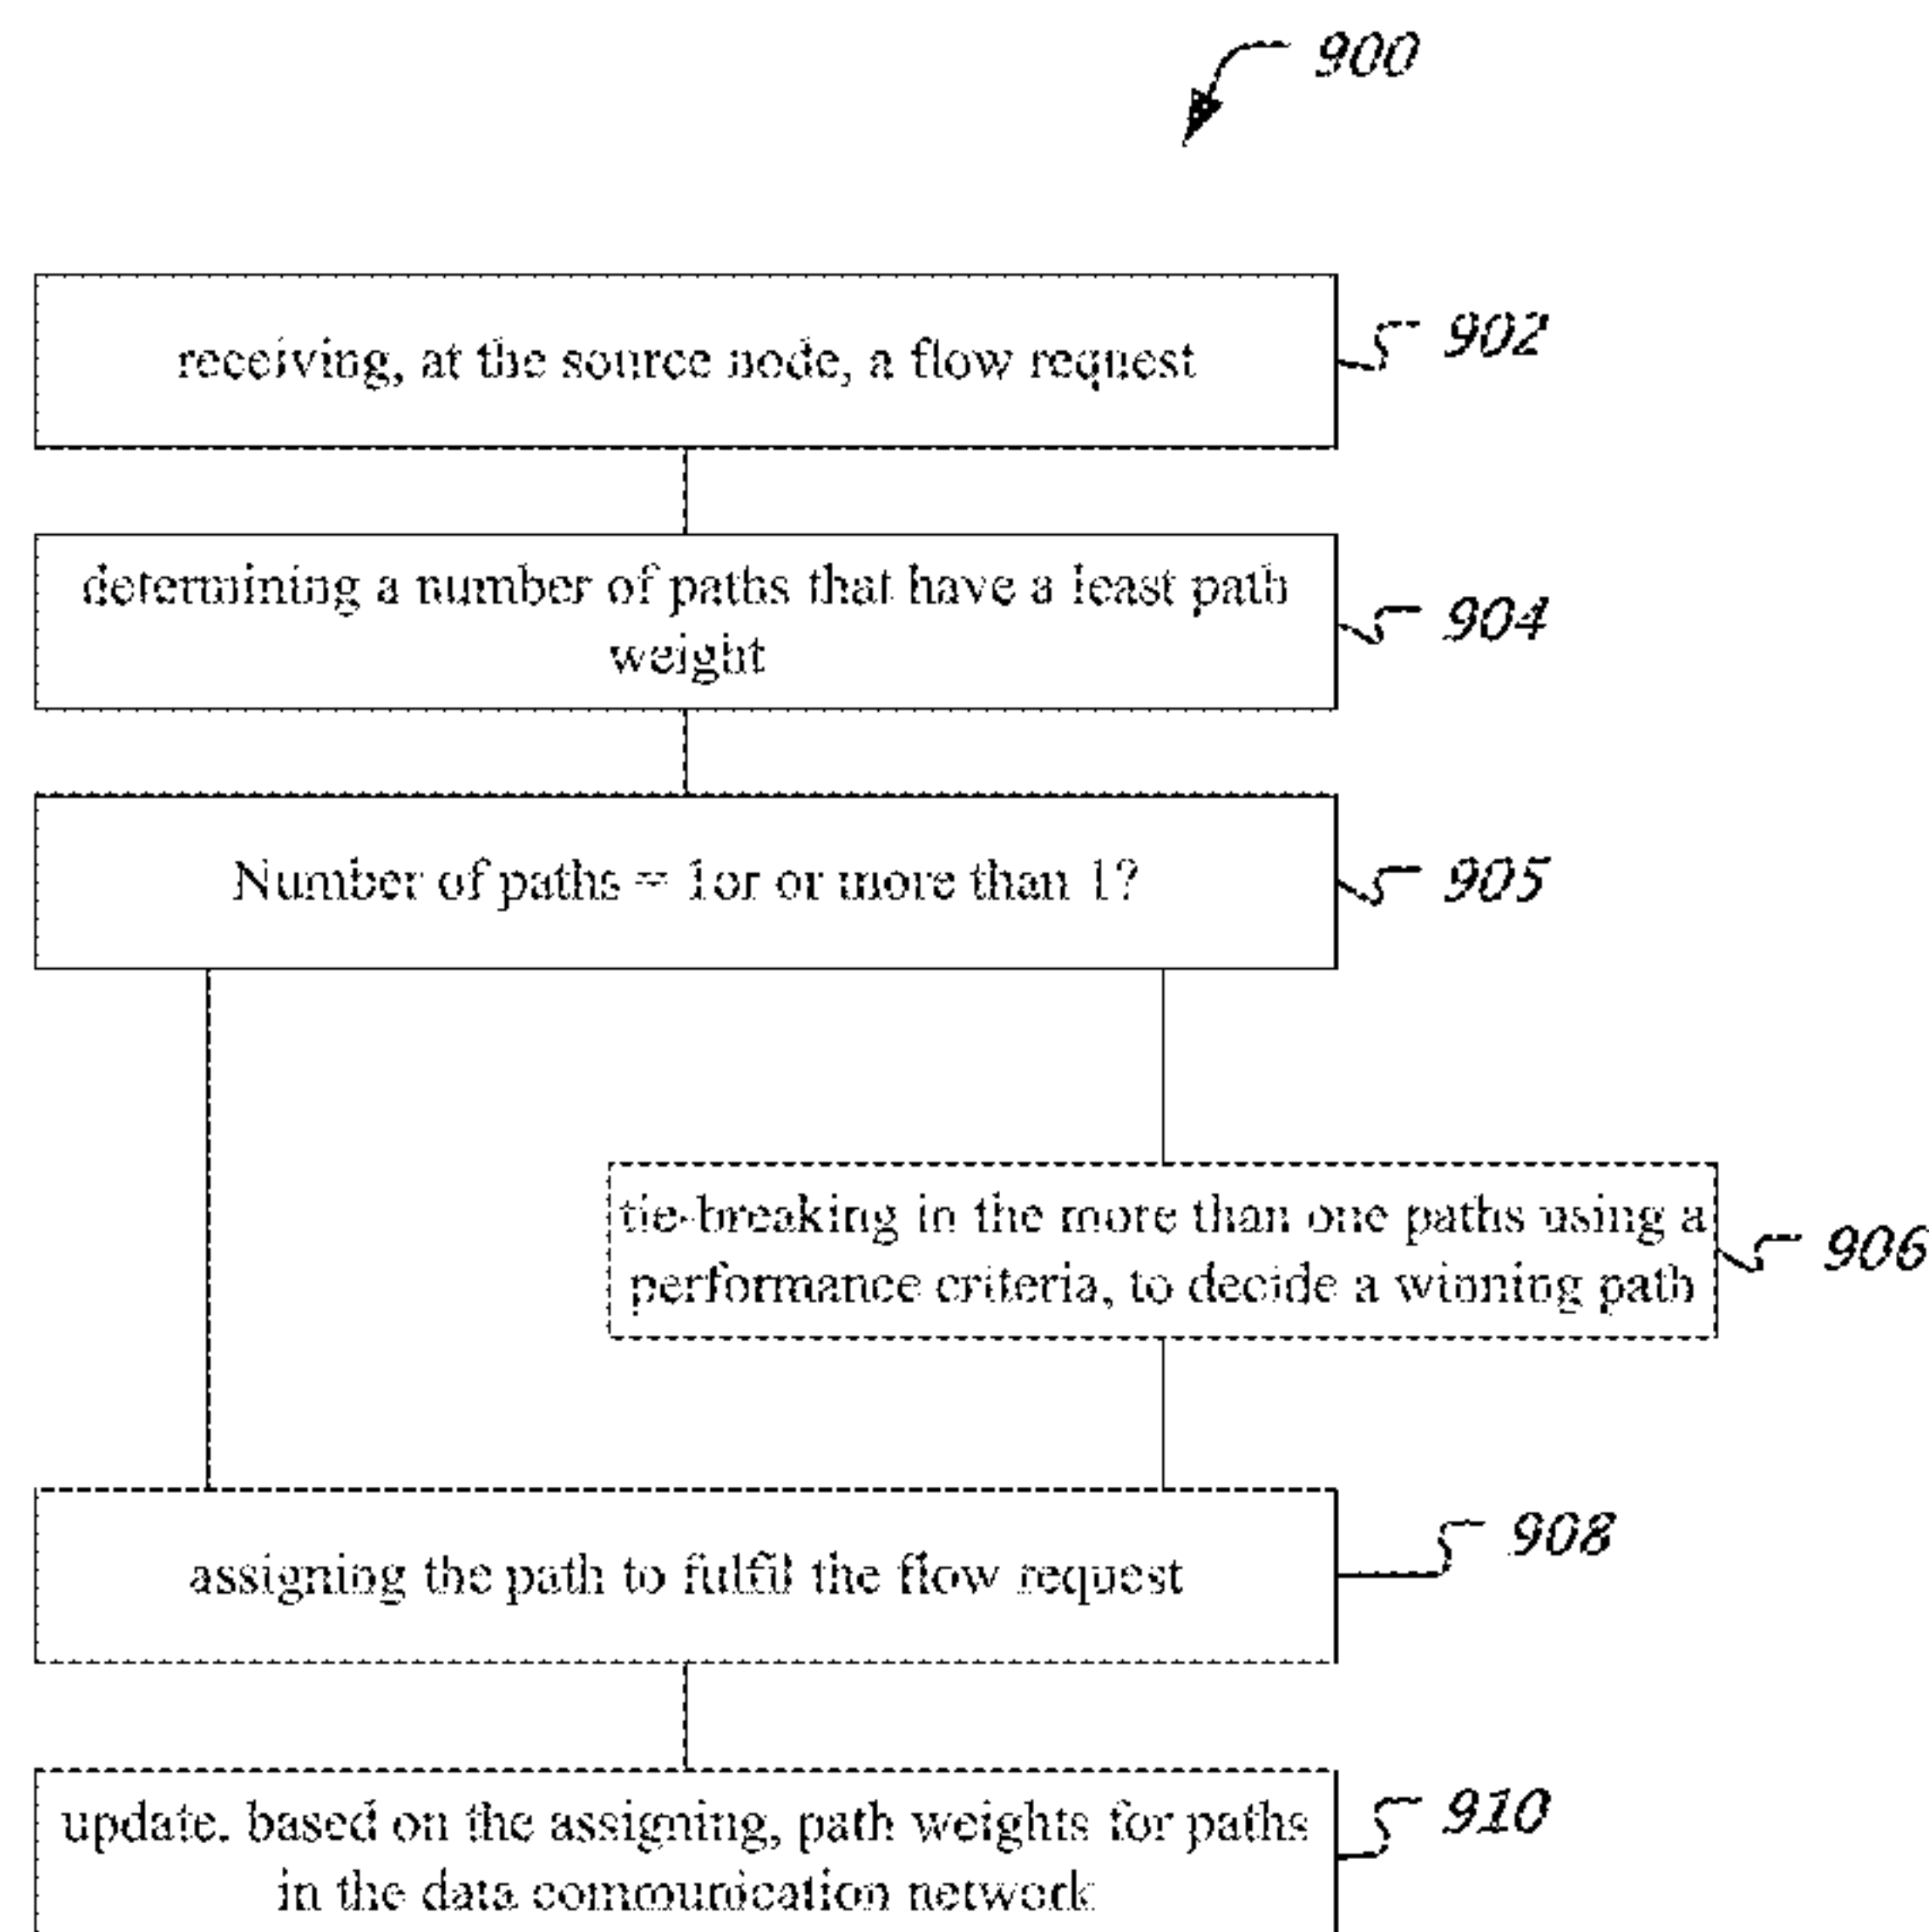 900
receiving, at the source node, a flow request
902
determining a number of paths that have a least path
weight
904
Number of paths = 1or or more than 1?
905
tie-breaking in the more than one paths using a
performance criteria, to decide a winning path
906
assigning the path to fulfil the flow request
908
update. based on the assigning, path weights for paths
in the data communication network
910